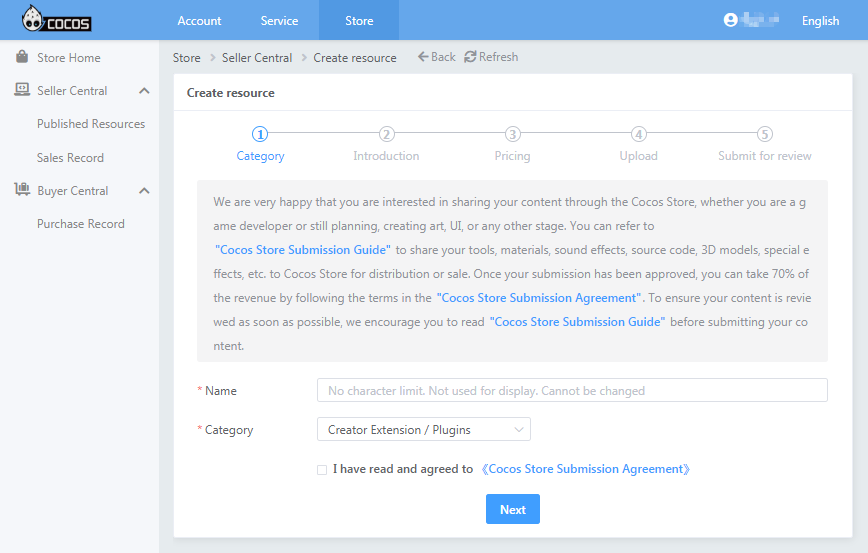 COCOS
Account Service Store English
Store Home
Seller Central
Published Resources
Sales Record
Buyer Central
Purchase Record
Store > Seller Central > Create resource Back Refresh
Create resource
1 2 3 4 5
Category Introduction Pricing Upload Submit for review
We are very happy that you are interested in sharing your content through the Cocos Store, whether you are a g
ame developer or still planning, creating art, UI, or any other stage. You can refer to
"Cocos Store Submission Guide" to share your tools, materials, sound effects, source code, 3D models, special e
ffects, etc. to Cocos Store for distribution or sale. Once your submission has been approved, you can take 70% of
the revenue by following the terms in the "Cocos Store Submission Agreement". To ensure your content is revie
wed as soon as possible, we encourage you to read "Cocos Store Submission Guide" before submitting your co
ntent.
* Name No character limit. Not used for display. Cannot be changed
* Category Creator Extension / Plugins
I have read and agreed to 《Cocos Store Submission Agreement》
Next